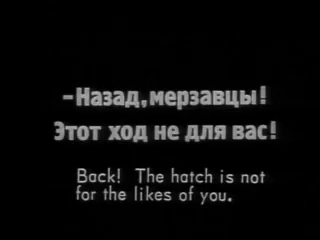 -Назад, мерзавцы!
Этот ход не для вас!
Back! The hatch is not
for the likes of you.